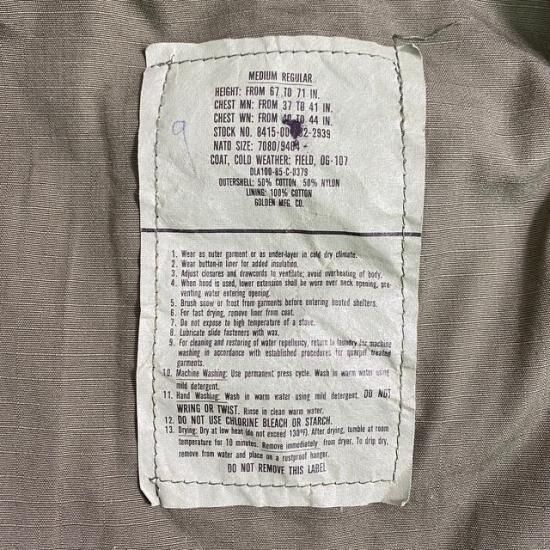 MEDIUM REGULAR
HEIGHT: FROM 67 TO 71 IN.
CHEST MN: FROM 37 TO 41 IN.
CHEST WN: FROM 40 TO 44 IN.
STOCK NO. 8415-00- 2-2939
NATO SIZE: 7080/9404
COAT, COLD WEATHER: FIELD, OG-107
DLA100-85-C-0379
OUTERSHELL: 50% COTTON 50% NYLON
LINING: 100% COTTON
GOLDEN MFG. CO.
9
1. Wear as outer garment or as under-layer in cold dry climate.
2. Wear button-in liner for added insulation.
3. Adjust closures and drawcords to ventilate; avoid overheating of body.
4. When hood is used, lower extension shall be worn over neck opening, pre-
venting water entering opening.
5. Brush snow or frost from garments before entering heated shelters.
6. For fast drying, remove liner from coat.
7. Do not expose to high temperature of a stove.
8. Lubricate slide fasteners with wax.
9. For cleaning and restoring of water repellency, return to laundry for machine
washing in accordance with established procedures for quarpel treated
garments.
10. Machine Washing: Use permanent press cycle. Wash in warm water using
mild detergent.
11. Hand Washing: Wash in warm water using mild detergent. DO NOT
WRING OR TWIST. Rinse in clean warm water.
12. DO NOT USE CHLORINE BLEACH OR STARCH.
13. Drying: Dry at low heat (do not exceed 130°F). After drying, tumble at room
temperature for 10 minutes. Remove immediately from dryer. To drip dry,
remove from water and place on a rustproof hanger.
DO NOT REMOVE THIS LABEL